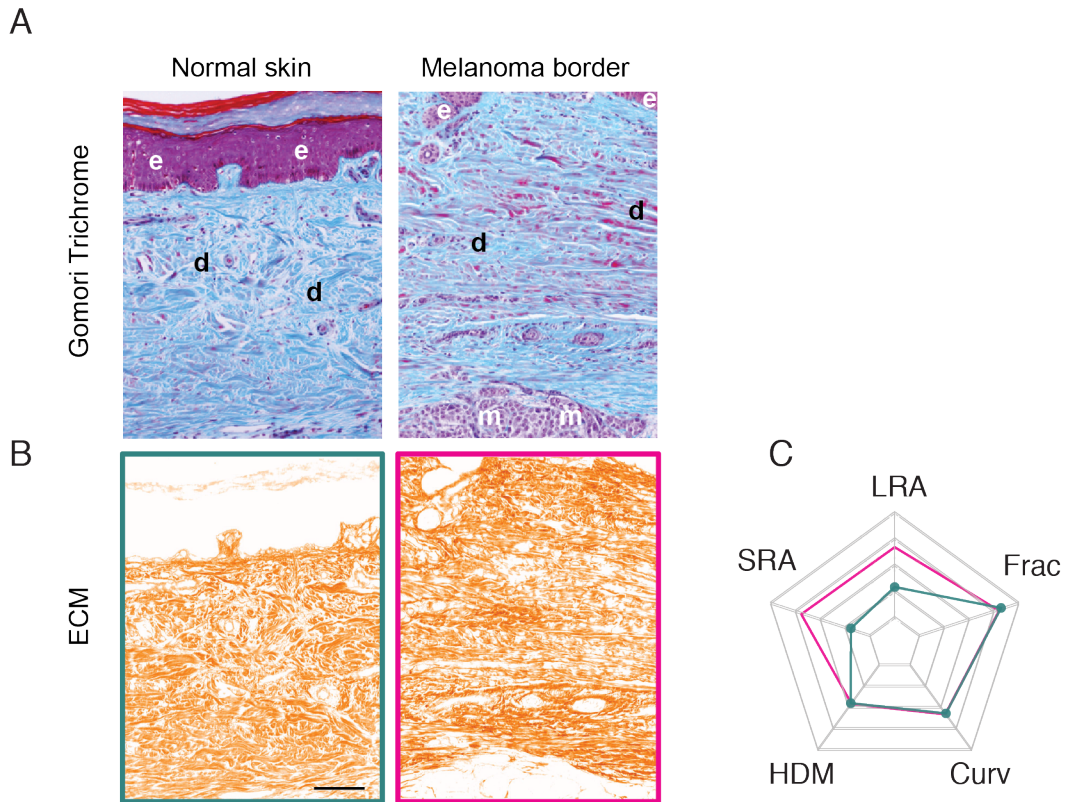 A
Normal skin
Melanoma border
Gomori Trichrome
e
e
d
d
e
e
d
d
m
m
B
ECM
C
LRA
SRA
Frac
HDM
Curv